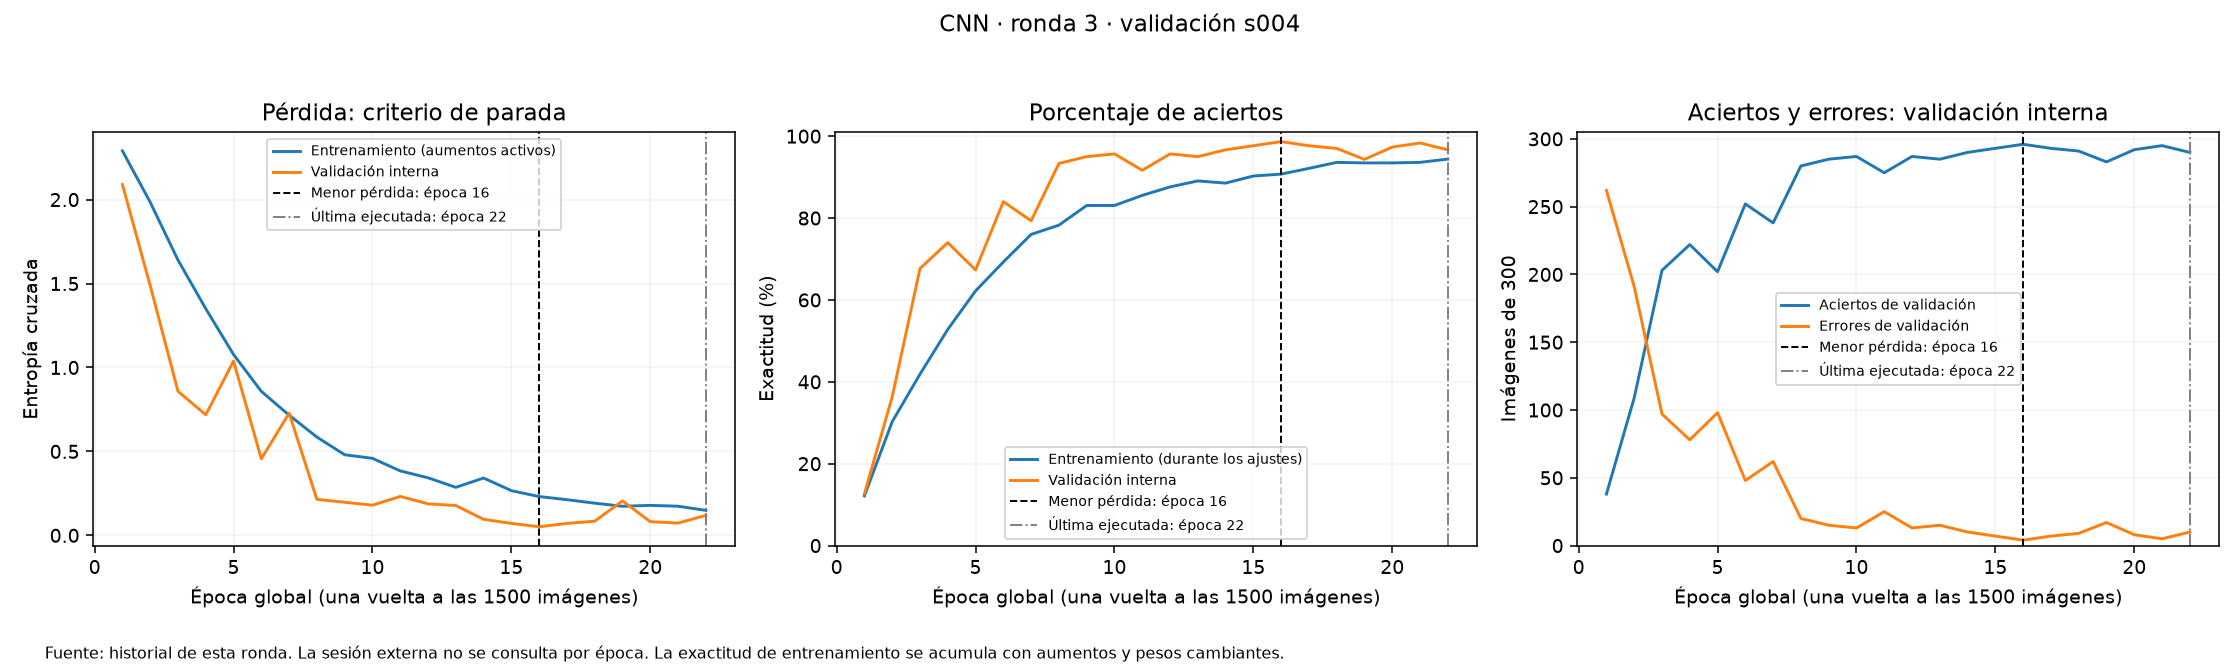 CNN · ronda 3 · validación s004
Pérdida: criterio de parada
Entropía cruzada
2.0
1.5
1.0
0.5
0.0
0
5
10
15
20
Época global (una vuelta a las 1500 imágenes)
Entrenamiento (aumentos activos)
Validación interna
Menor pérdida: época 16
Última ejecutada: época 22
Porcentaje de aciertos
Exactitud (%)
100
80
60
40
20
0
0
5
10
15
20
Época global (una vuelta a las 1500 imágenes)
Entrenamiento (durante los ajustes)
Validación interna
Menor pérdida: época 16
Última ejecutada: época 22
Aciertos y errores: validación interna
Imágenes de 300
300
250
200
150
100
50
0
0
5
10
15
20
Época global (una vuelta a las 1500 imágenes)
Aciertos de validación
Errores de validación
Menor pérdida: época 16
Última ejecutada: época 22
Fuente: historial de esta ronda. La sesión externa no se consulta por época. La exactitud de entrenamiento se acumula con aumentos y pesos cambiantes.